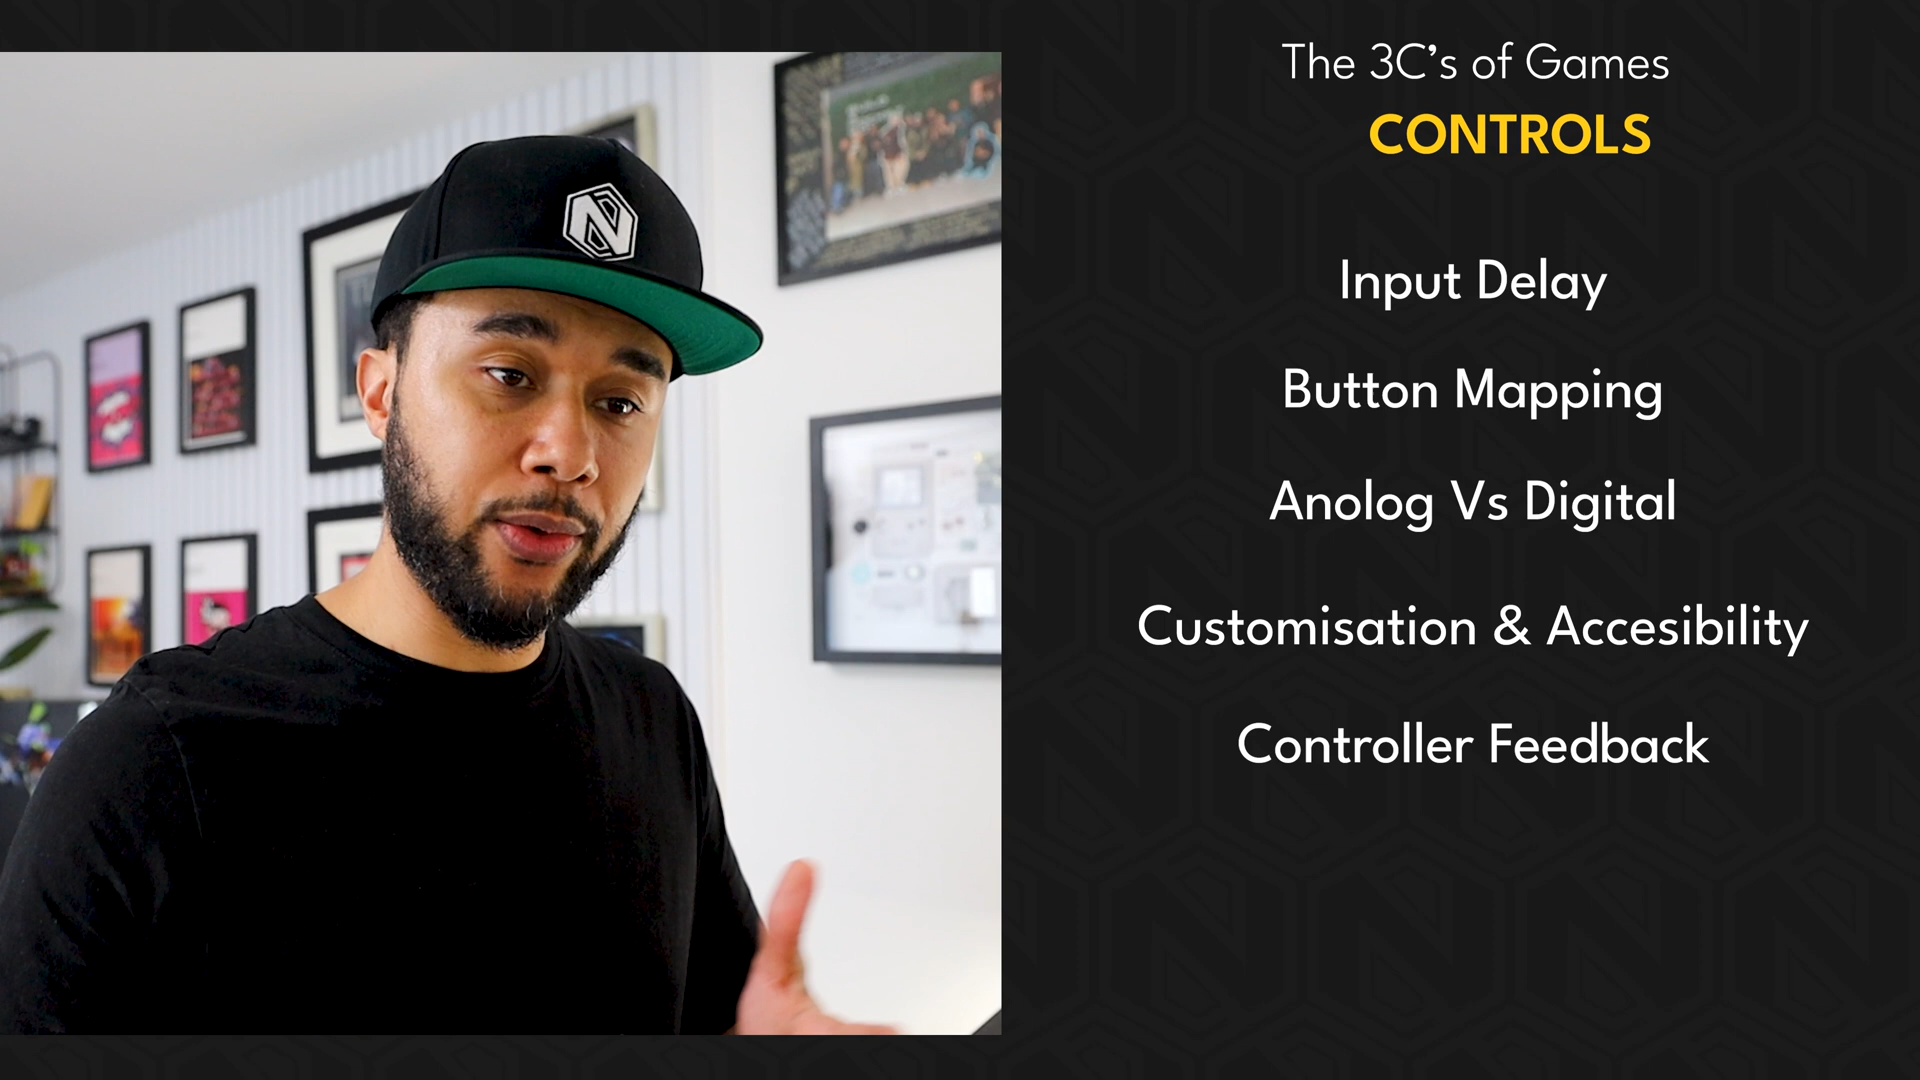 The 3C’s of Games
CONTROLS
Input Delay
Button Mapping
Anolog Vs Digital
Customisation & Accesibility
Controller Feedback
N